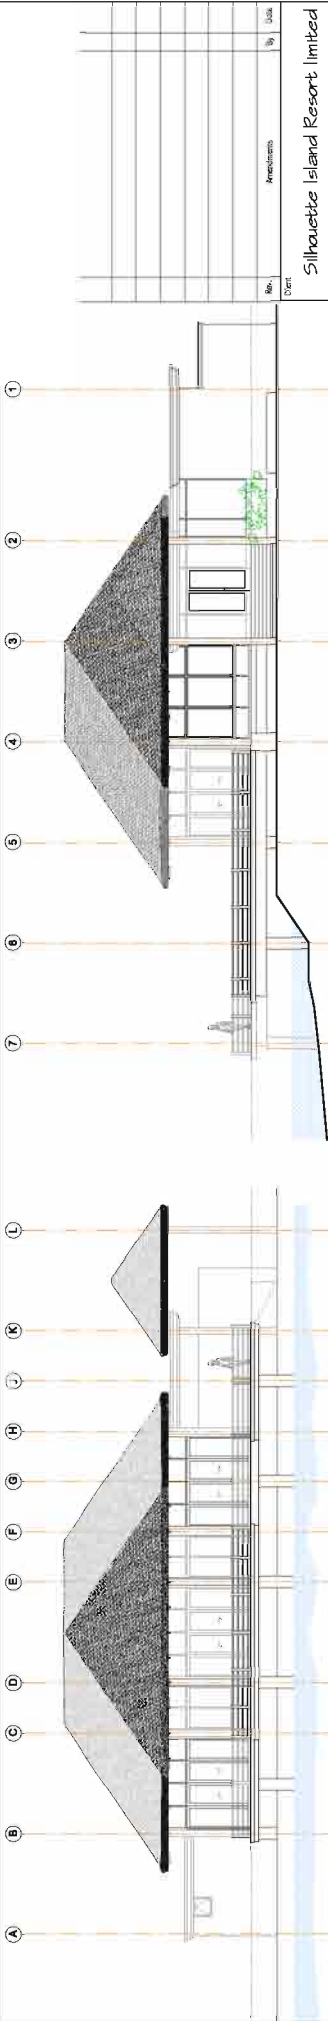 A
B
C
D
E
F
G
H
J
K
L
7
6
5
4
3
2
1
Rev.
Amendments
By
Date
Client
Silhouette Island Resort limited